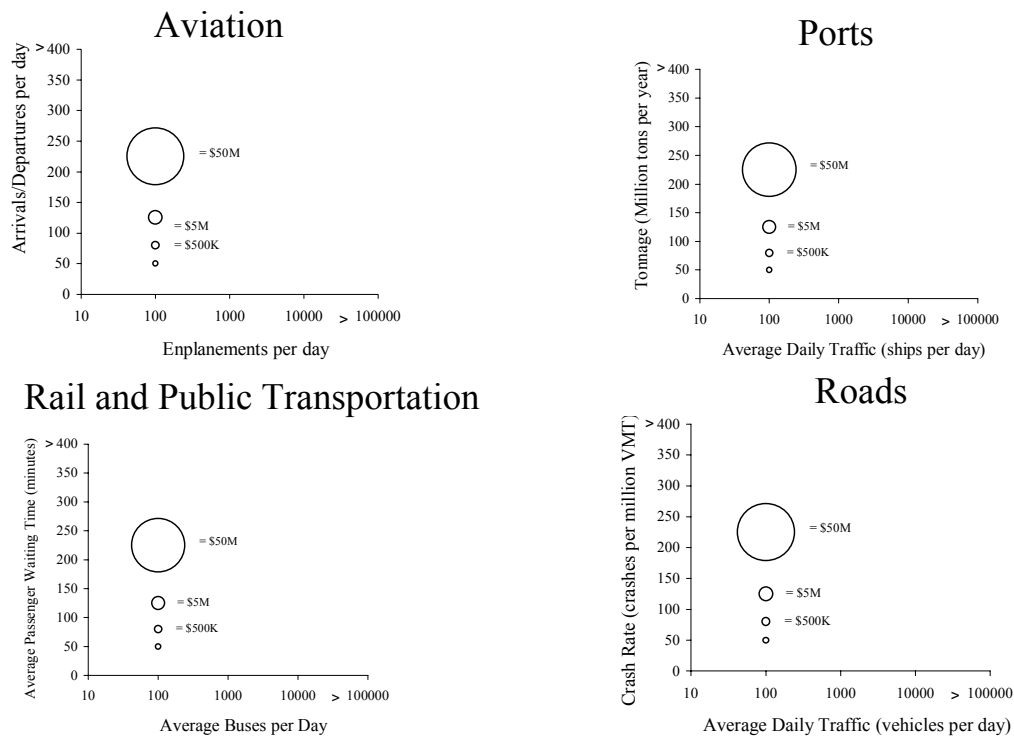 Aviation
Arrivals/Departures per day
> 400
350
300
250
200
150
100
50
0
= $50M
= $5M
= $500K
10 100 1000 10000 > 100000
Enplanements per day
Ports
Tonnage (Million tons per year)
>
400
350
300
250
200
150
100
50
0
= $50M
= $5M
= $500K
10 100 1000 10000 > 100000
Average Daily Traffic (ships per day)
Rail and Public Transportation
Average Passenger Waiting Time (minutes)
> 400
350
300
250
200
150
100
50
0
= $50M
= $5M
= $500K
10 100 1000 10000 > 100000
Average Buses per Day
Roads
Crash Rate (crashes per million VMT)
> 400
350
300
250
200
150
100
50
0
= $50M
= $5M
= $500K
10 100 1000 10000 > 100000
Average Daily Traffic (vehicles per day)